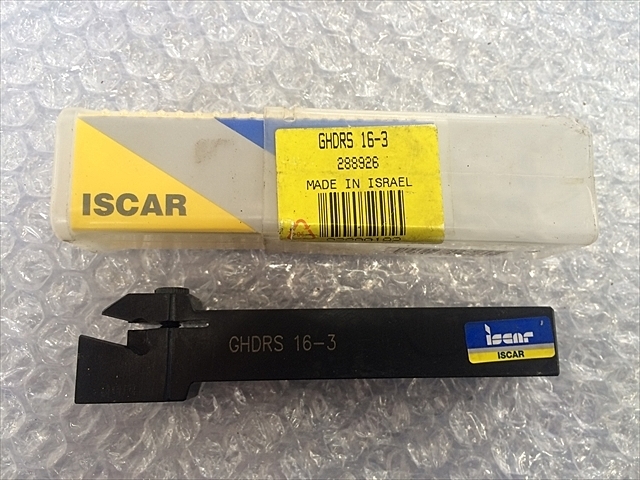 GHDRS 16-3
288926
MADE IN ISRAEL
ISCAR
GHDRS 16-3
iscar
ISCAR